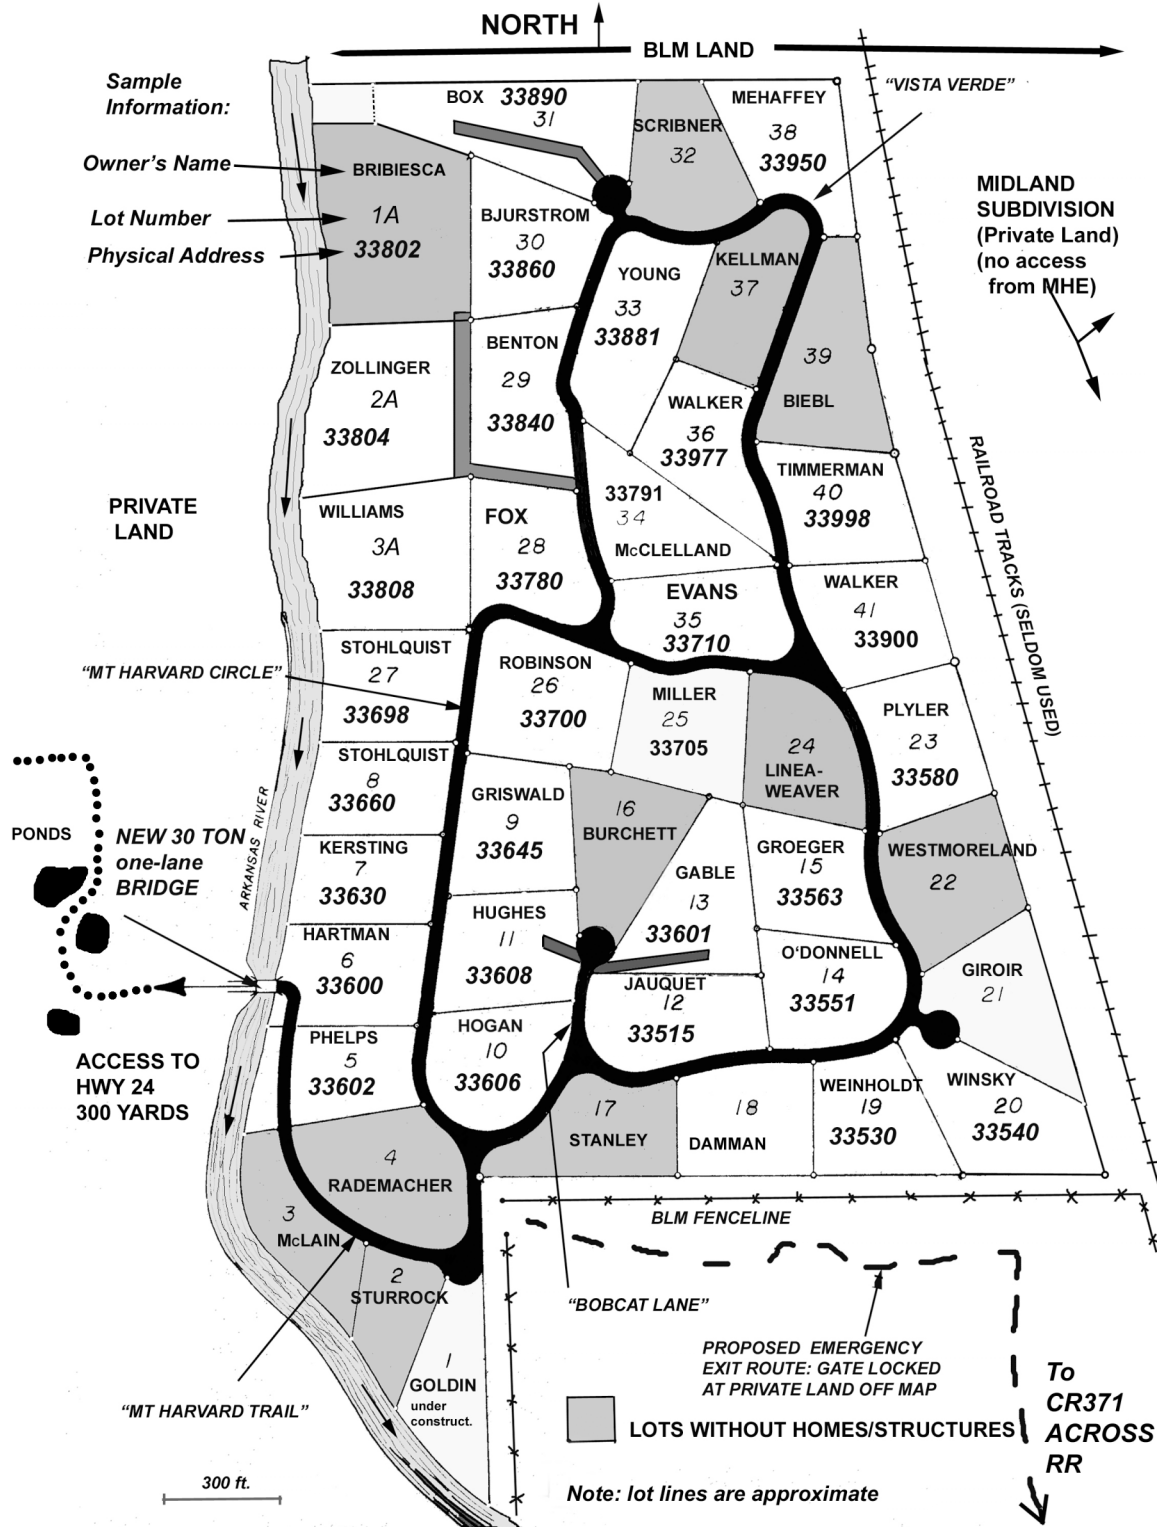 NORTH
BLM LAND
Sample
Information:
Owner's Name
Lot Number
Physical Address
BOX 33890
31
SCRIBNER
32
MEHAFFEY
38
33950
"VISTA VERDE"
BRIBIESCA
1A
33802
BJURSTROM
30
33860
YOUNG
33
33881
KELLMAN
37
MIDLAND
SUBDIVISION
(Private Land)
(no access
from MHE)
ZOLLINGER
2A
33804
BENTON
29
33840
WALKER
36
33977
39
BIEBL
PRIVATE
LAND
WILLIAMS
3A
33808
FOX
28
33780
33791
34
McCLELLAND
TIMMERMAN
40
33998
RAILROAD TRACKS (SELDOM USED)
EVANS
35
33710
WALKER
41
33900
STOHLQUIST
27
33698
"MT HARVARD CIRCLE"
ROBINSON
26
33700
MILLER
25
33705
24
LINEA-
WEAVER
PLYLER
23
33580
STOHLQUIST
8
33660
GRISWALD
9
33645
16
BURCHETT
GROEGER
15
33563
WESTMORELAND
22
PONDS
NEW 30 TON
one-lane
BRIDGE
ARKANSAS RIVER
KERSTING
7
33630
HUGHES
11
33608
GABLE
13
33601
O'DONNELL
14
33551
GIROIR
21
HARTMAN
6
33600
JAUQUET
12
33515
ACCESS TO
HWY 24
300 YARDS
PHELPS
5
33602
HOGAN
10
33606
17
STANLEY
18
DAMMAN
WEINHOLDT
19
33530
WINSKY
20
33540
4
RADEMACHER
3
McLAIN
2
STURROCK
BLM FENCELINE
"BOBCAT LANE"
1
GOLDIN
under
construct.
PROPOSED EMERGENCY
EXIT ROUTE: GATE LOCKED
AT PRIVATE LAND OFF MAP
"MT HARVARD TRAIL"
LOTS WITHOUT HOMES/STRUCTURES
To
CR371
ACROSS
RR
300 ft.
Note: lot lines are approximate